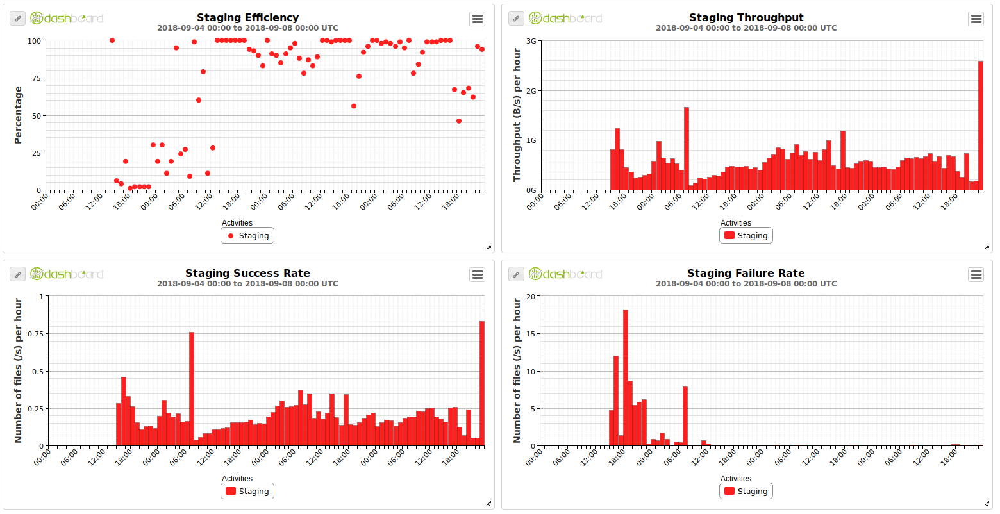 dashboard
Staging Efficiency
2018-09-04 00:00 to 2018-09-08 00:00 UTC
Percentage
100
75
50
25
0
00:00 06:00 12:00 18:00 00:00 06:00 12:00 18:00 00:00 06:00 12:00 18:00 00:00 06:00 12:00 18:00
Activities
Staging
dashboard
Staging Throughput
2018-09-04 00:00 to 2018-09-08 00:00 UTC
Throughput (B/s) per hour
3G
2G
1G
0G
00:00 06:00 12:00 18:00 00:00 06:00 12:00 18:00 00:00 06:00 12:00 18:00 00:00 06:00 12:00 18:00
Activities
Staging
dashboard
Staging Success Rate
2018-09-04 00:00 to 2018-09-08 00:00 UTC
Number of files (/s) per hour
1
0.75
0.5
0.25
0
00:00 06:00 12:00 18:00 00:00 06:00 12:00 18:00 00:00 06:00 12:00 18:00 00:00 06:00 12:00 18:00
Activities
Staging
dashboard
Staging Failure Rate
2018-09-04 00:00 to 2018-09-08 00:00 UTC
Number of files (/s) per hour
20
15
10
5
0
00:00 06:00 12:00 18:00 00:00 06:00 12:00 18:00 00:00 06:00 12:00 18:00 00:00 06:00 12:00 18:00
Activities
Staging